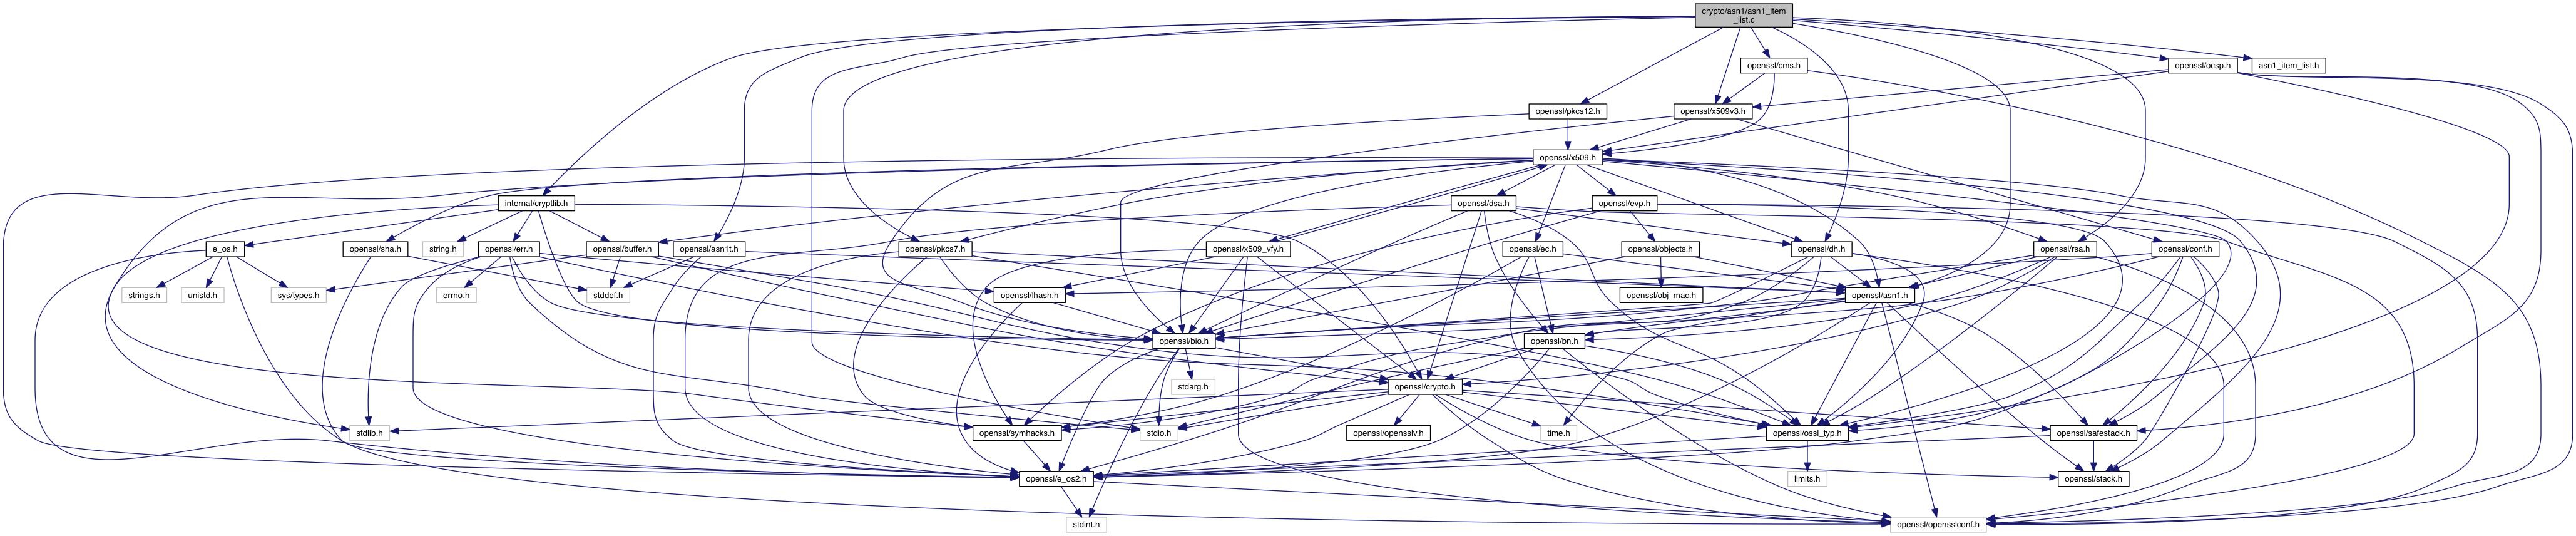 crypto/asn1/asn1_item
_list.c
openssl/cms.h
openssl/ocsp.h
asn1_item_list.h
openssl/pkcs12.h
openssl/x509v3.h
openssl/x509.h
internal/cryptlib.h
openssl/dsa.h
openssl/evp.h
e_os.h
openssl/sha.h
string.h
openssl/err.h
openssl/buffer.h
openssl/asn1t.h
openssl/pkcs7.h
openssl/x509_vfy.h
openssl/ec.h
openssl/objects.h
openssl/dh.h
openssl/rsa.h
openssl/conf.h
strings.h
unistd.h
sys/types.h
errno.h
stddef.h
openssl/lhash.h
openssl/obj_mac.h
openssl/asn1.h
openssl/bio.h
openssl/bn.h
stdarg.h
openssl/crypto.h
stdlib.h
openssl/symhacks.h
stdio.h
openssl/opensslv.h
time.h
openssl/ossl_typ.h
openssl/safestack.h
openssl/e_os2.h
limits.h
openssl/stack.h
stdint.h
openssl/opensslconf.h